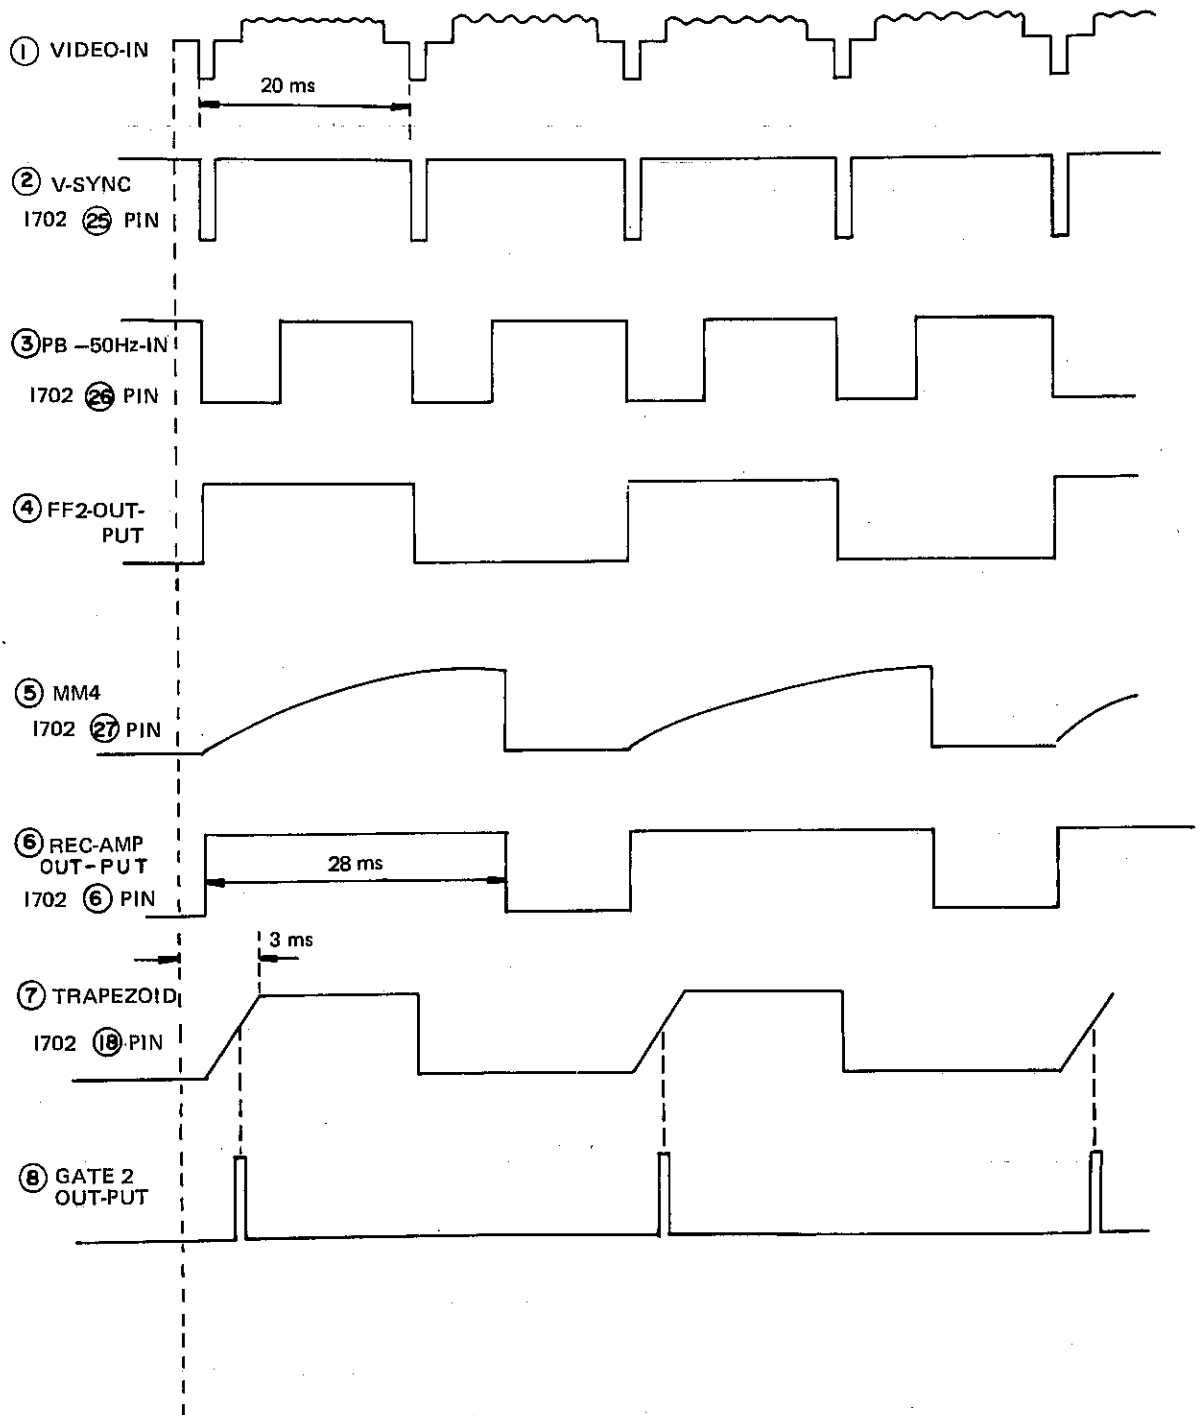 ① VIDEO-IN
20 ms
② V-SYNC
I702 ㉕ PIN
③ PB –50Hz-IN
I702 ㉖ PIN
④ FF2-OUT-
PUT
⑤ MM4
I702 ㉗ PIN
⑥ REC-AMP
OUT-PUT
I702 ⑥ PIN
28 ms
3 ms
⑦ TRAPEZOID
I702 ⑱ PIN
⑧ GATE 2
OUT-PUT